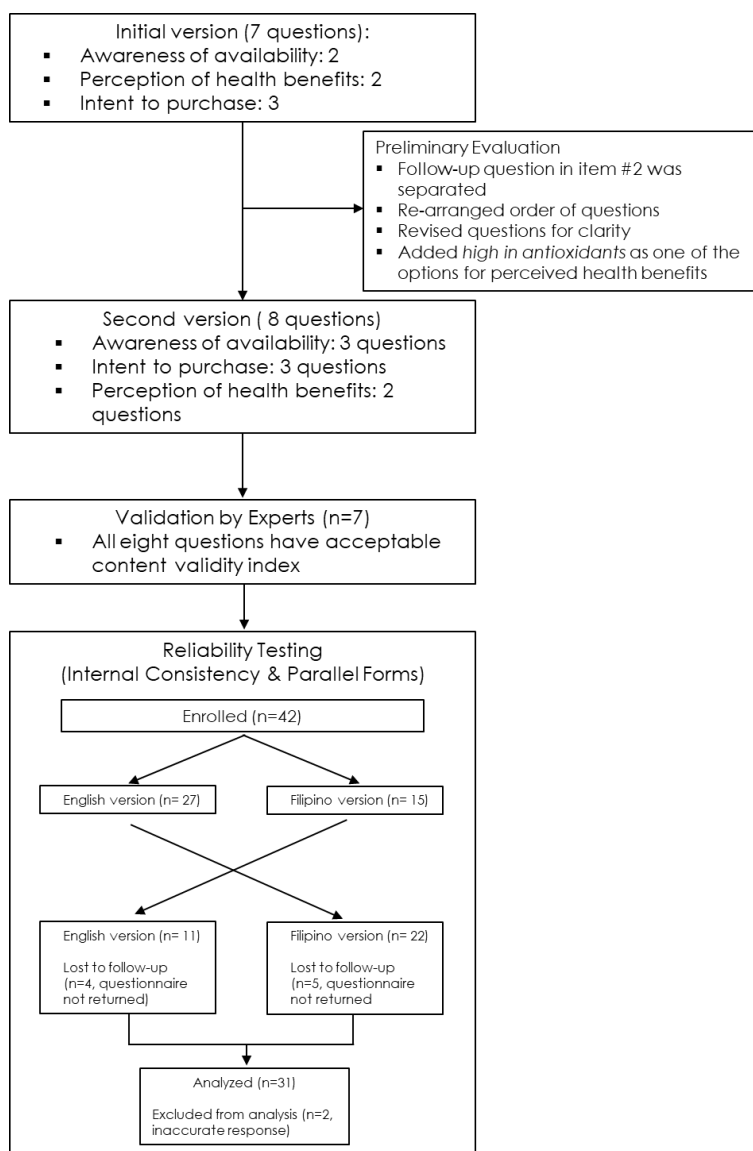 Initial version (7 questions):
▪ Awareness of availability: 2
▪ Perception of health benefits: 2
▪ Intent to purchase: 3
Preliminary Evaluation
▪ Follow-up question in item #2 was
separated
▪ Re-arranged order of questions
▪ Revised questions for clarity
▪ Added high in antioxidants as one of the
options for perceived health benefits
Second version ( 8 questions)
▪ Awareness of availability: 3 questions
▪ Intent to purchase: 3 questions
▪ Perception of health benefits: 2
questions
Validation by Experts (n=7)
▪ All eight questions have acceptable
content validity index
Reliability Testing
(Internal Consistency & Parallel Forms)
Enrolled (n=42)
English version (n= 27)
Filipino version (n= 15)
English version (n= 11)
Lost to follow-up
(n=4, questionnaire
not returned)
Filipino version (n= 22)
Lost to follow-up
(n=5, questionnaire
not returned
Analyzed (n=31)
Excluded from analysis (n=2,
inaccurate response)